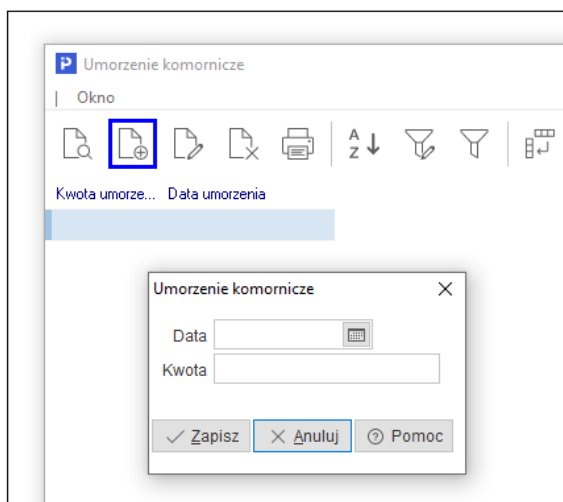 Umorzenie komornicze
| Okno
Kwota umorze... Data umorzenia
Umorzenie komornicze
Data
Kwota
Zapisz Anuluj Pomoc